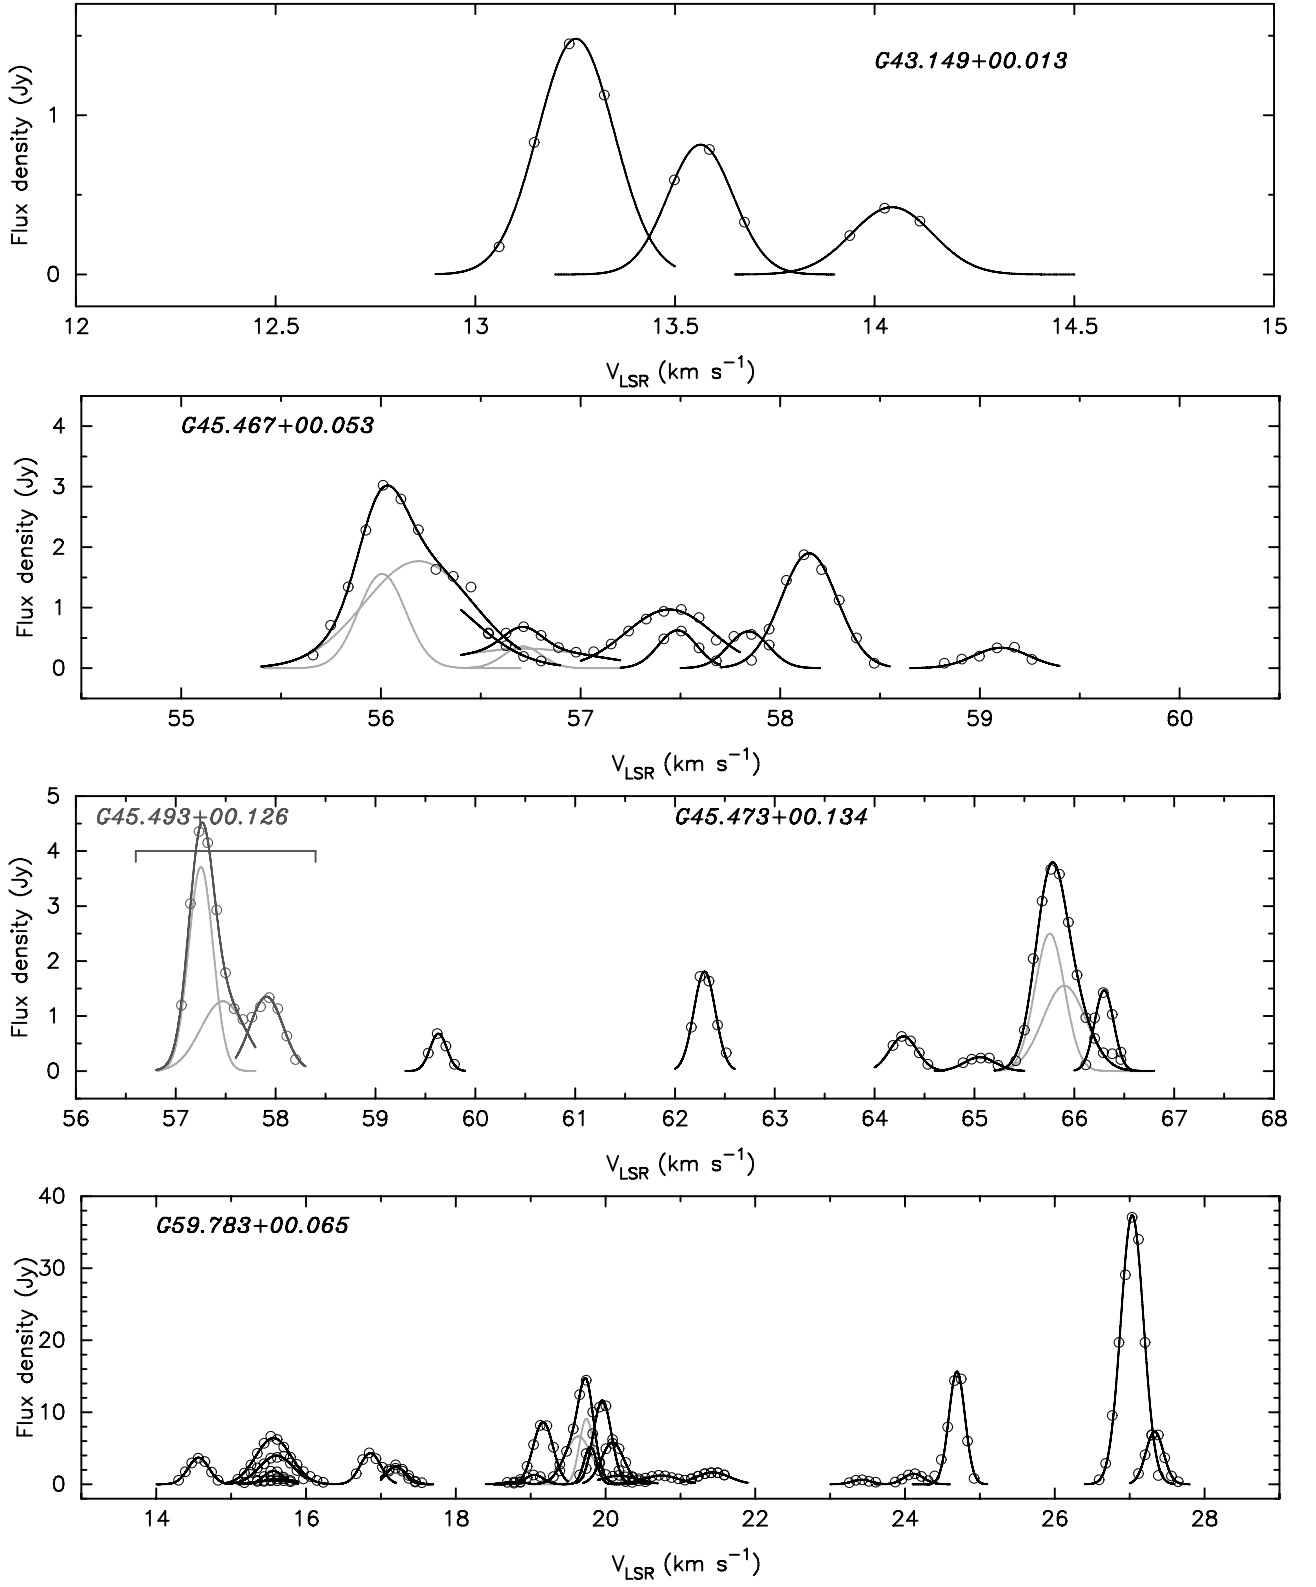 G43.149+00.013
Flux density (Jy)
1
0
12 12.5 13 13.5 14 14.5 15
V_LSR (km s^−1)
G45.467+00.053
Flux density (Jy)
4
3
2
1
0
55 56 57 58 59 60
V_LSR (km s^−1)
G45.493+00.126 G45.473+00.134
Flux density (Jy)
5
4
3
2
1
0
56 57 58 59 60 61 62 63 64 65 66 67 68
V_LSR (km s^−1)
G59.783+00.065
Flux density (Jy)
40
30
20
10
0
14 16 18 20 22 24 26 28
V_LSR (km s^−1)